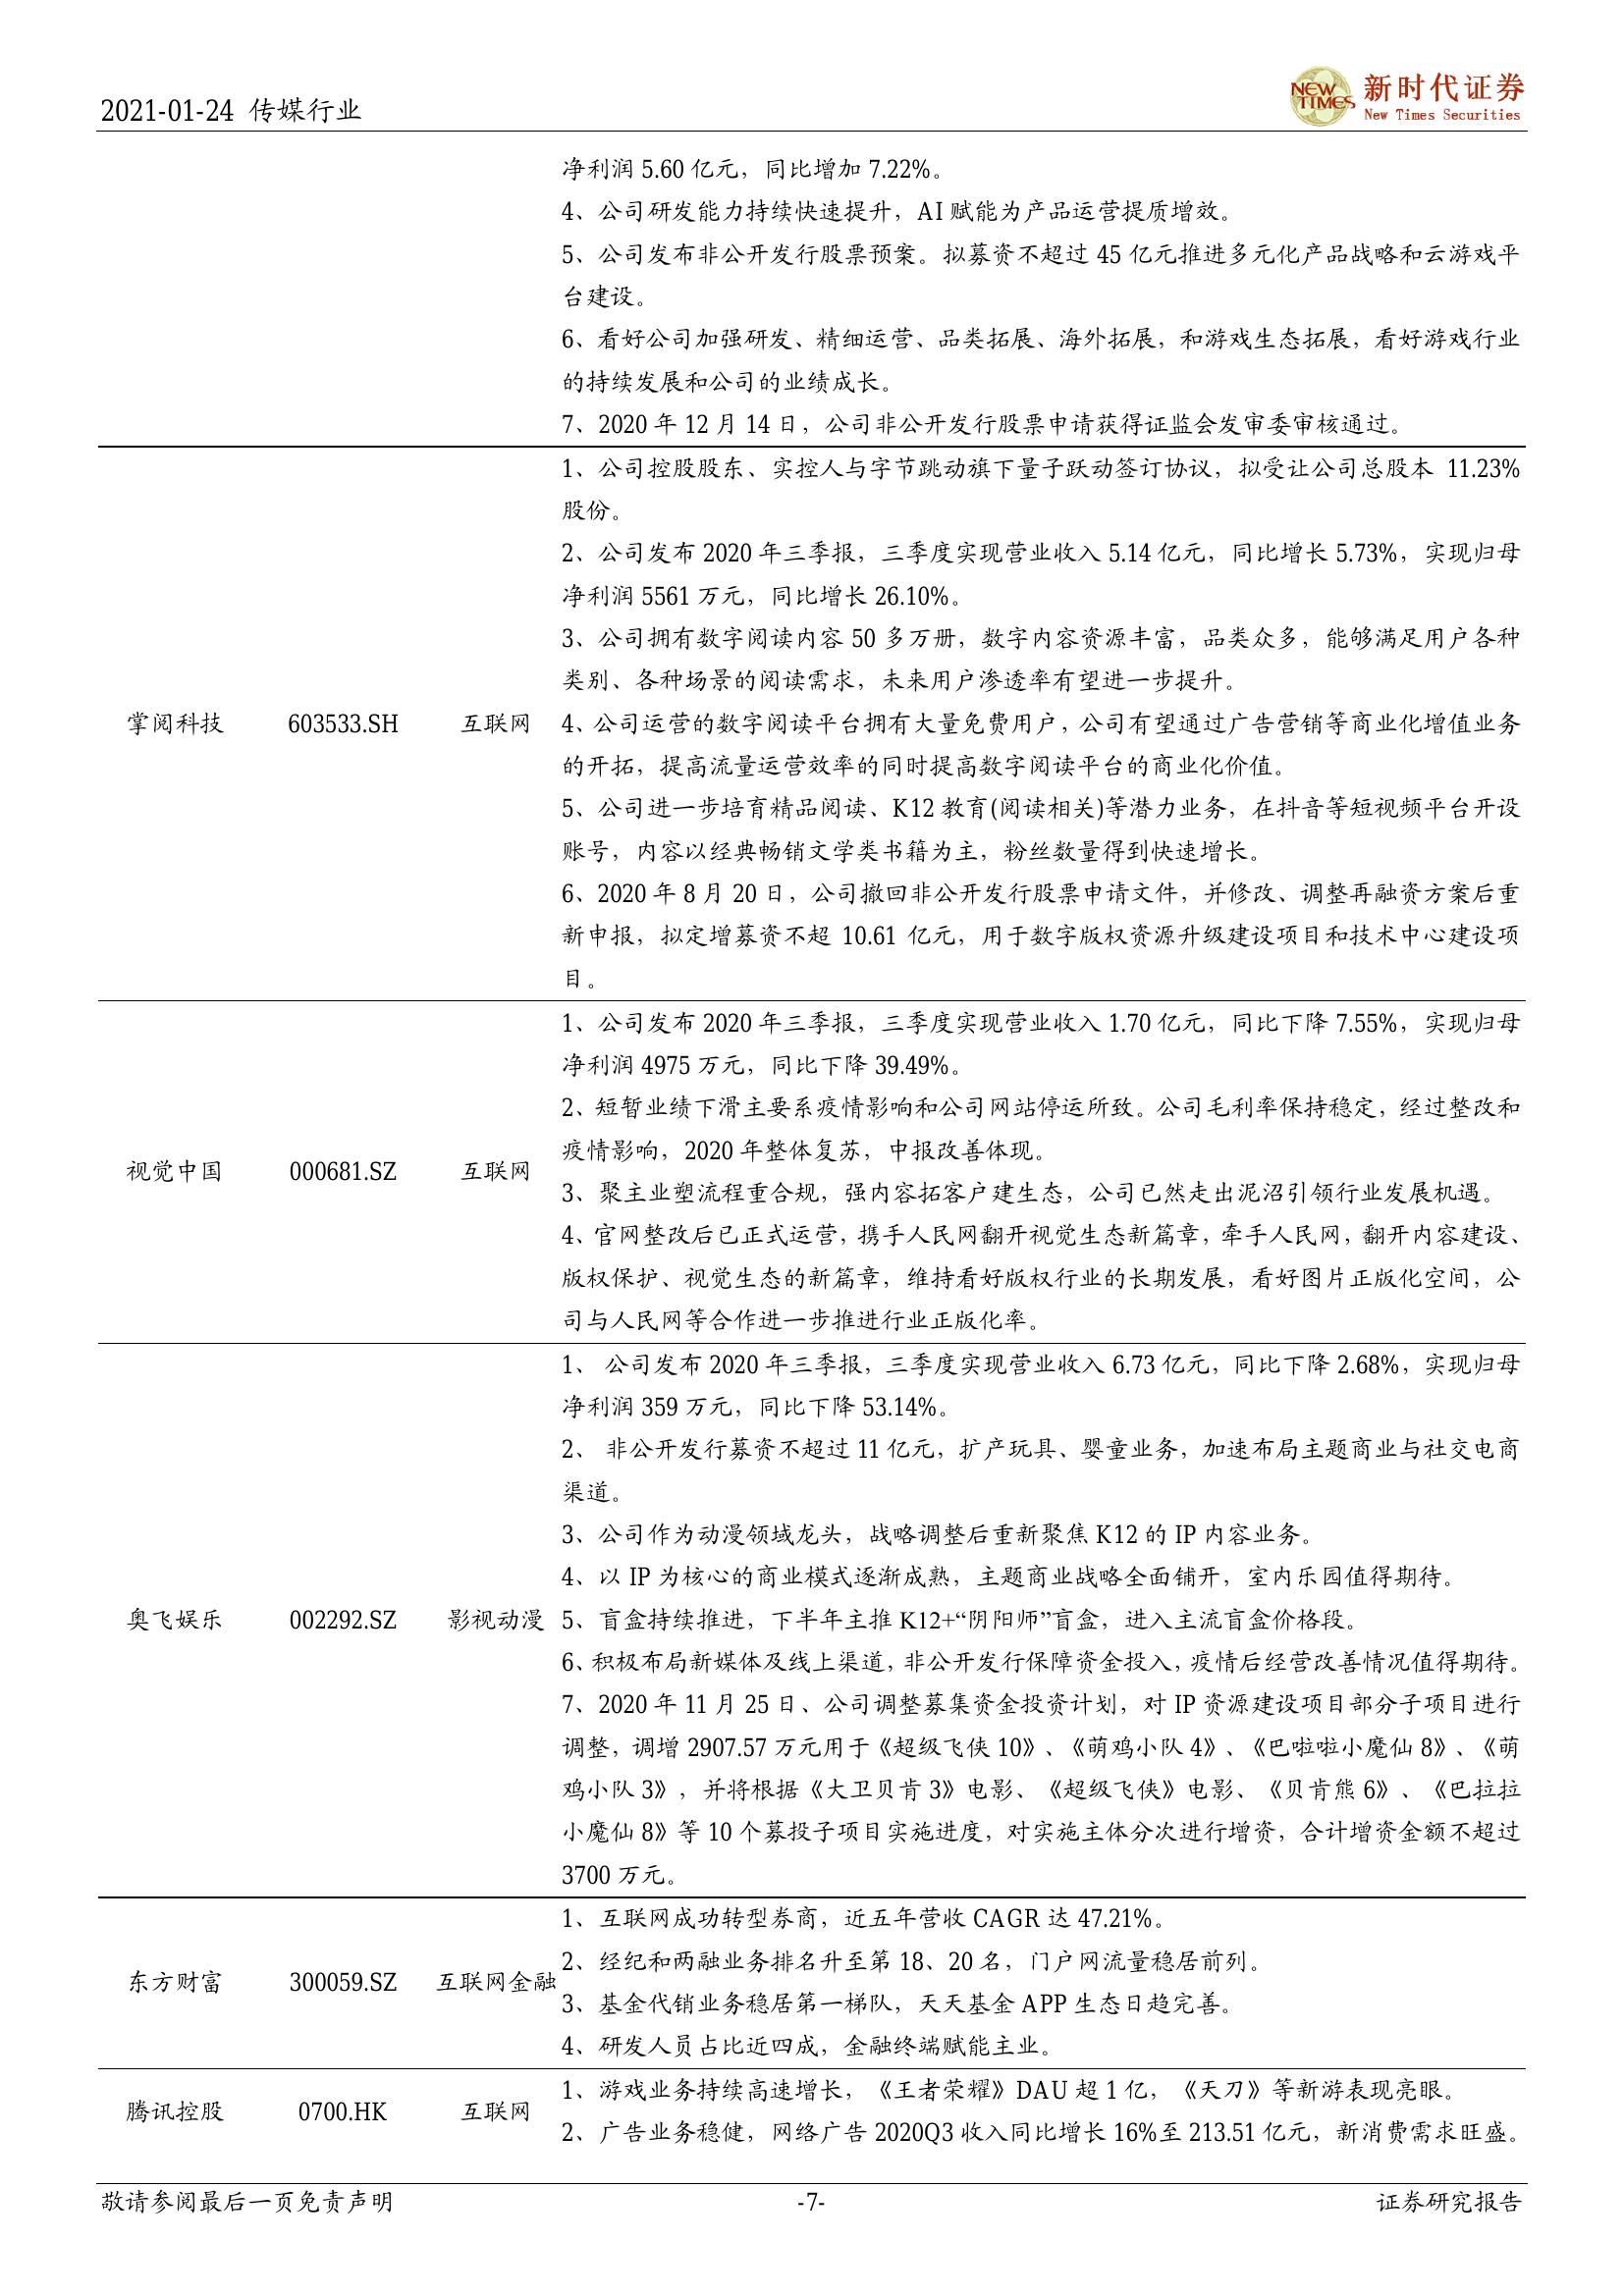 2021-01-24 传媒行业
NEW TIMES 新时代证券
New Times Securities
净利润 5.60 亿元，同比增加 7.22%。
4、公司研发能力持续快速提升，AI 赋能为产品运营提质增效。
5、公司发布非公开发行股票预案。拟募资不超过 45 亿元推进多元化产品战略和云游戏平
台建设。
6、看好公司加强研发、精细运营、品类拓展、海外拓展，和游戏生态拓展，看好游戏行业
的持续发展和公司的业绩成长。
7、2020 年 12 月 14 日，公司非公开发行股票申请获得证监会发审委审核通过。
1、公司控股股东、实控人与字节跳动旗下量子跃动签订协议，拟受让公司总股本 11.23%
股份。
2、公司发布 2020 年三季报，三季度实现营业收入 5.14 亿元，同比增长 5.73%，实现归母
净利润 5561 万元，同比增长 26.10%。
3、公司拥有数字阅读内容 50 多万册，数字内容资源丰富，品类众多，能够满足用户各种
类别、各种场景的阅读需求，未来用户渗透率有望进一步提升。
掌阅科技 603533.SH 互联网 4、公司运营的数字阅读平台拥有大量免费用户，公司有望通过广告营销等商业化增值业务
的开拓，提高流量运营效率的同时提高数字阅读平台的商业化价值。
5、公司进一步培育精品阅读、K12 教育(阅读相关)等潜力业务，在抖音等短视频平台开设
账号，内容以经典畅销文学类书籍为主，粉丝数量得到快速增长。
6、2020 年 8 月 20 日，公司撤回非公开发行股票申请文件，并修改、调整再融资方案后重
新申报，拟定增募资不超 10.61 亿元，用于数字版权资源升级建设项目和技术中心建设项
目。
1、公司发布 2020 年三季报，三季度实现营业收入 1.70 亿元，同比下降 7.55%，实现归母
净利润 4975 万元，同比下降 39.49%。
2、短暂业绩下滑主要系疫情影响和公司网站停运所致。公司毛利率保持稳定，经过整改和
疫情影响，2020 年整体复苏，中报改善体现。
视觉中国 000681.SZ 互联网
3、聚主业塑流程重合规，强内容拓客户建生态，公司已然走出泥沼引领行业发展机遇。
4、官网整改后已正式运营，携手人民网翻开视觉生态新篇章，牵手人民网，翻开内容建设、
版权保护、视觉生态的新篇章，维持看好版权行业的长期发展，看好图片正版化空间，公
司与人民网等合作进一步推进行业正版化率。
1、 公司发布 2020 年三季报，三季度实现营业收入 6.73 亿元，同比下降 2.68%，实现归母
净利润 359 万元，同比下降 53.14%。
2、 非公开发行募资不超过 11 亿元，扩产玩具、婴童业务，加速布局主题商业与社交电商
渠道。
3、公司作为动漫领域龙头，战略调整后重新聚焦 K12 的 IP 内容业务。
4、以 IP 为核心的商业模式逐渐成熟，主题商业战略全面铺开，室内乐园值得期待。
奥飞娱乐 002292.SZ 影视动漫 5、盲盒持续推进，下半年主推 K12+“阴阳师”盲盒，进入主流盲盒价格段。
6、积极布局新媒体及线上渠道，非公开发行保障资金投入，疫情后经营改善情况值得期待。
7、2020 年 11 月 25 日、公司调整募集资金投资计划，对 IP 资源建设项目部分子项目进行
调整，调增 2907.57 万元用于《超级飞侠 10》、《萌鸡小队 4》、《巴啦啦小魔仙 8》、《萌
鸡小队 3》，并将根据《大卫贝肯 3》电影、《超级飞侠》电影、《贝肯熊 6》、《巴拉拉
小魔仙 8》等 10 个募投子项目实施进度，对实施主体分次进行增资，合计增资金额不超过
3700 万元。
1、互联网成功转型券商，近五年营收 CAGR 达 47.21%。
2、经纪和两融业务排名升至第 18、20 名，门户网流量稳居前列。
东方财富 300059.SZ 互联网金融
3、基金代销业务稳居第一梯队，天天基金 APP 生态日趋完善。
4、研发人员占比近四成，金融终端赋能主业。
1、游戏业务持续高速增长，《王者荣耀》DAU 超 1 亿，《天刀》等新游表现亮眼。
腾讯控股 0700.HK 互联网
2、广告业务稳健，网络广告 2020Q3 收入同比增长 16%至 213.51 亿元，新消费需求旺盛。
敬请参阅最后一页免责声明 -7- 证券研究报告